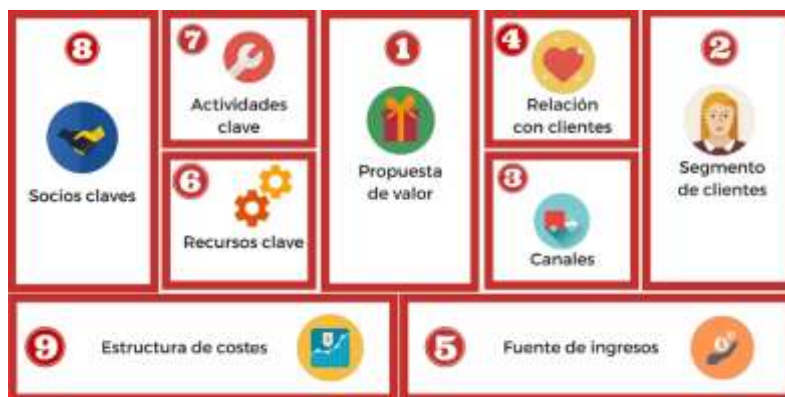 8
Socios claves
7
Actividades
clave
6
Recursos clave
1
Propuesta
de valor
4
Relación
con clientes
3
Canales
2
Segmento
de clientes
9
Estructura de costes
5
Fuente de ingresos